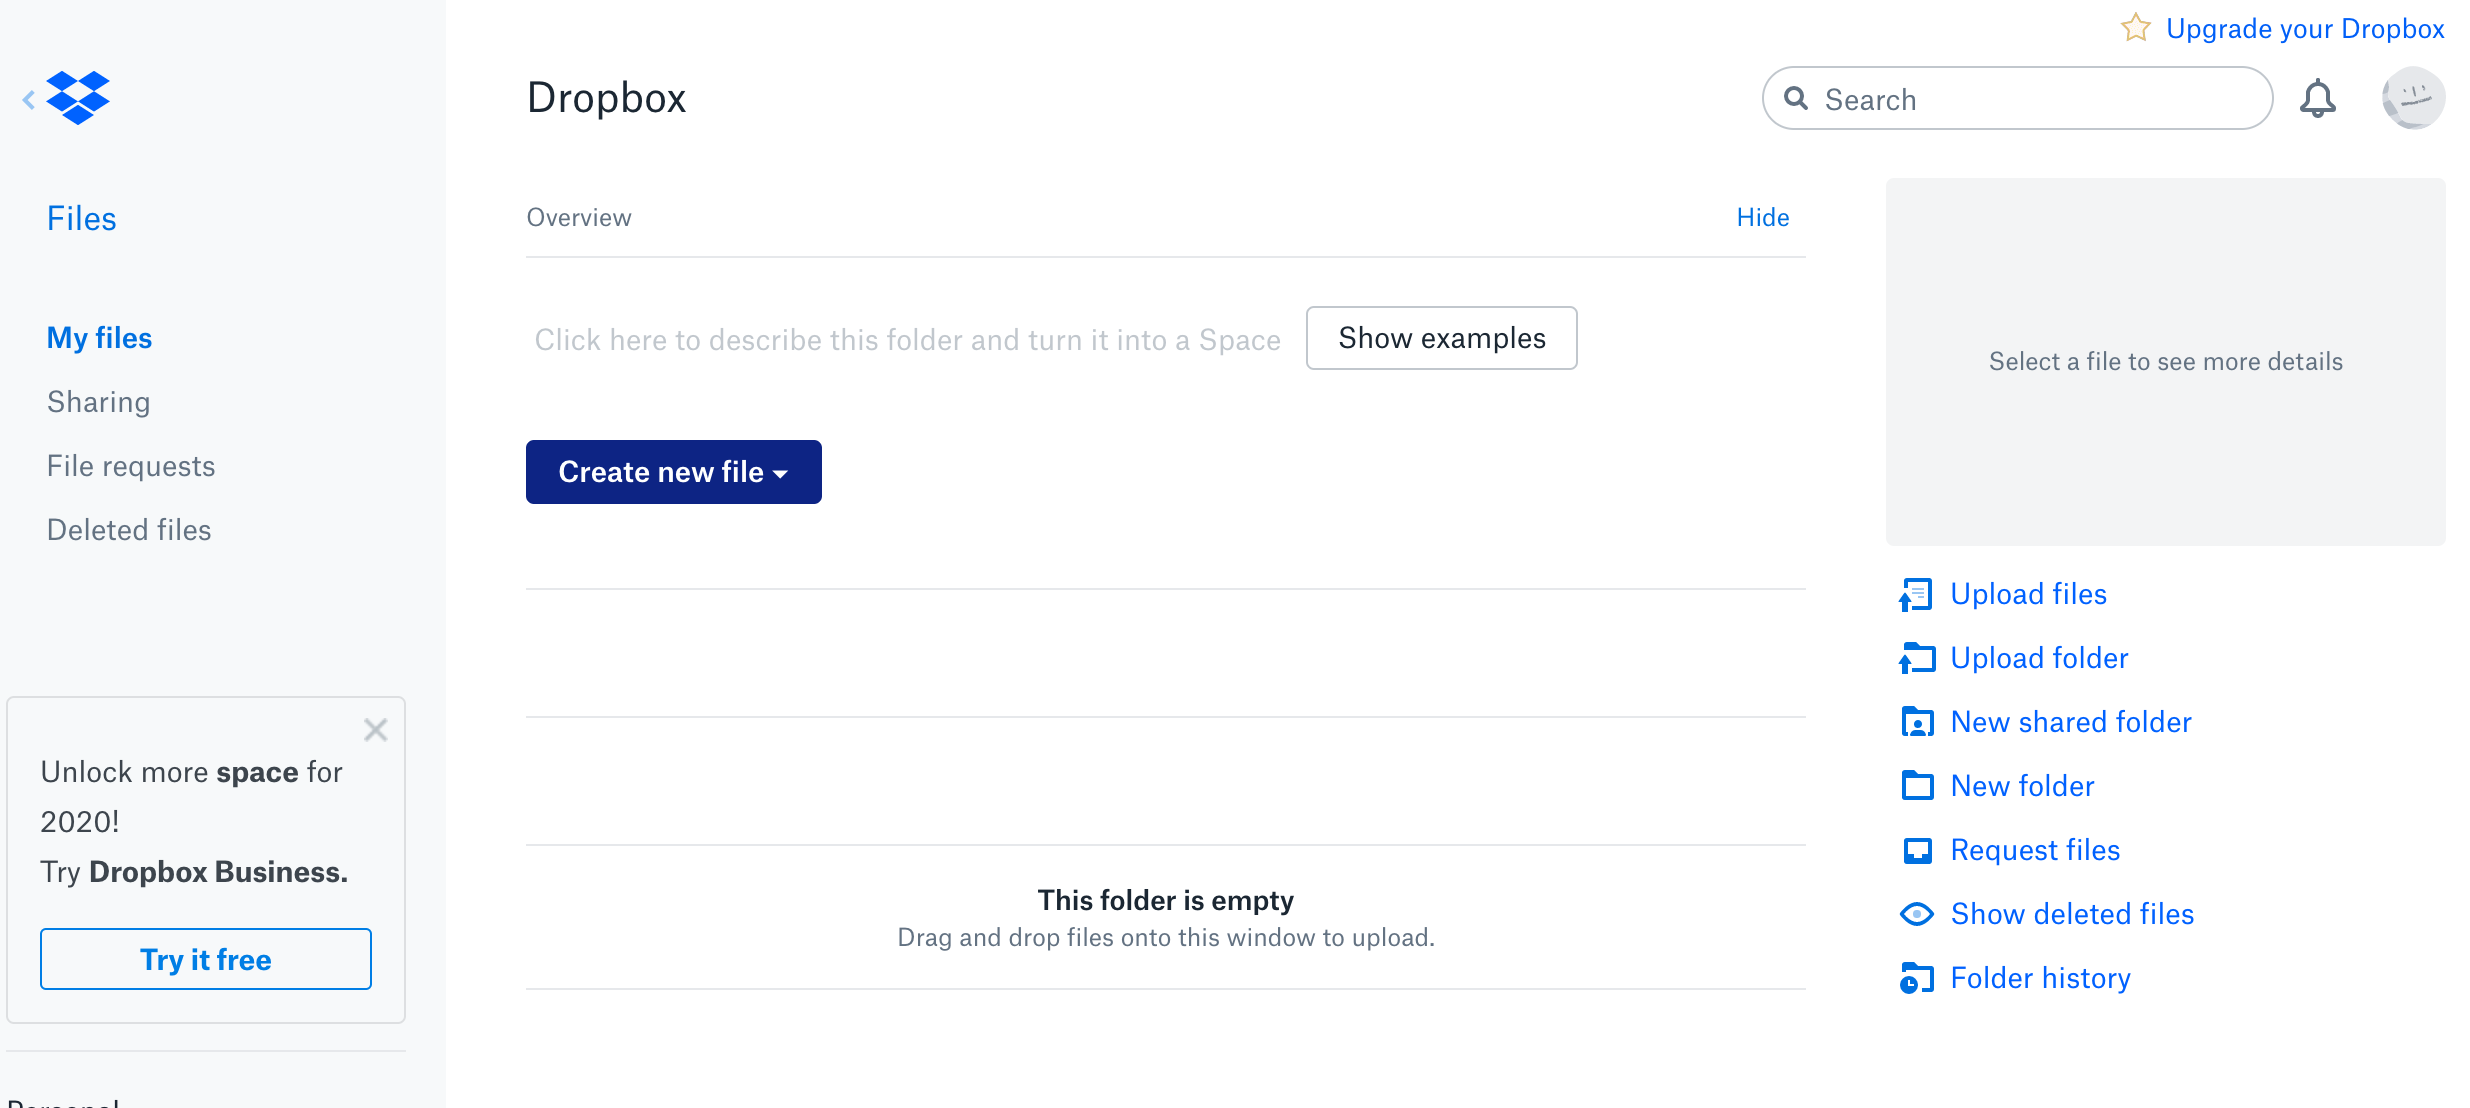 Upgrade your Dropbox
Dropbox
Search
Files
My files
Sharing
File requests
Deleted files
Unlock more space for
2020!
Try Dropbox Business.
Try it free
Personal
Overview
Hide
Click here to describe this folder and turn it into a Space
Show examples
Create new file
This folder is empty
Drag and drop files onto this window to upload.
Select a file to see more details
Upload files
Upload folder
New shared folder
New folder
Request files
Show deleted files
Folder history